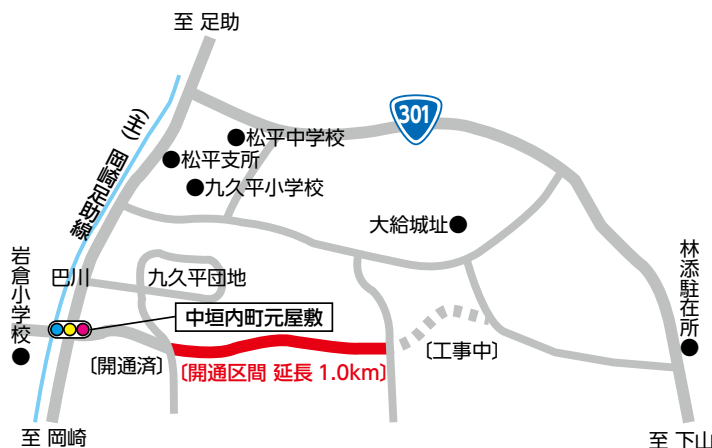 至 足助
301
松平中学校
松平支所
九久平小学校
(主) 岡崎足助線
大給城址
岩倉小学校
巴川
九久平団地
林添駐在所
中垣内町元屋敷
〔開通済〕
〔開通区間 延長 1.0km〕
〔工事中〕
至 岡崎
至 下山